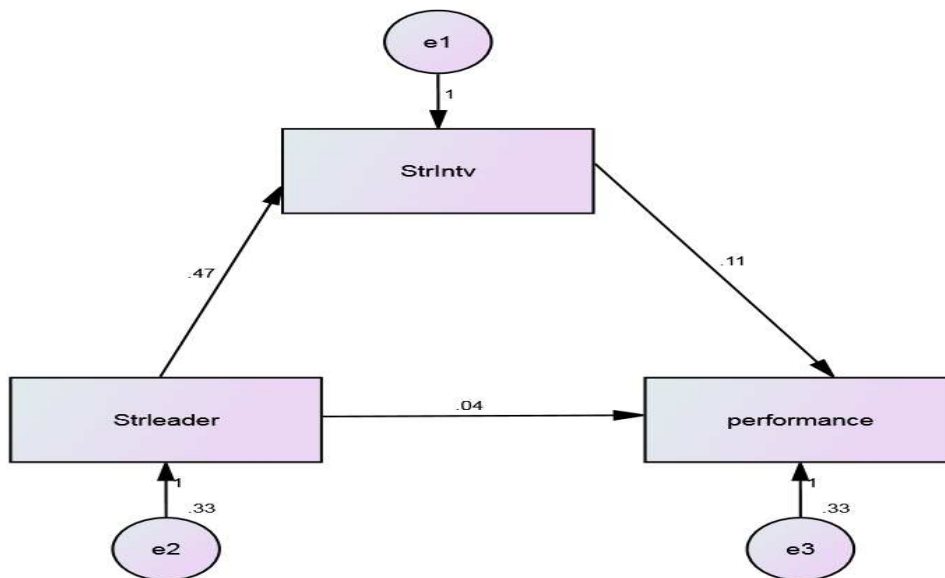 e1
1
StrIntv
.47
.11
Strleader
.04
performance
1
.33
1
.33
e2
e3